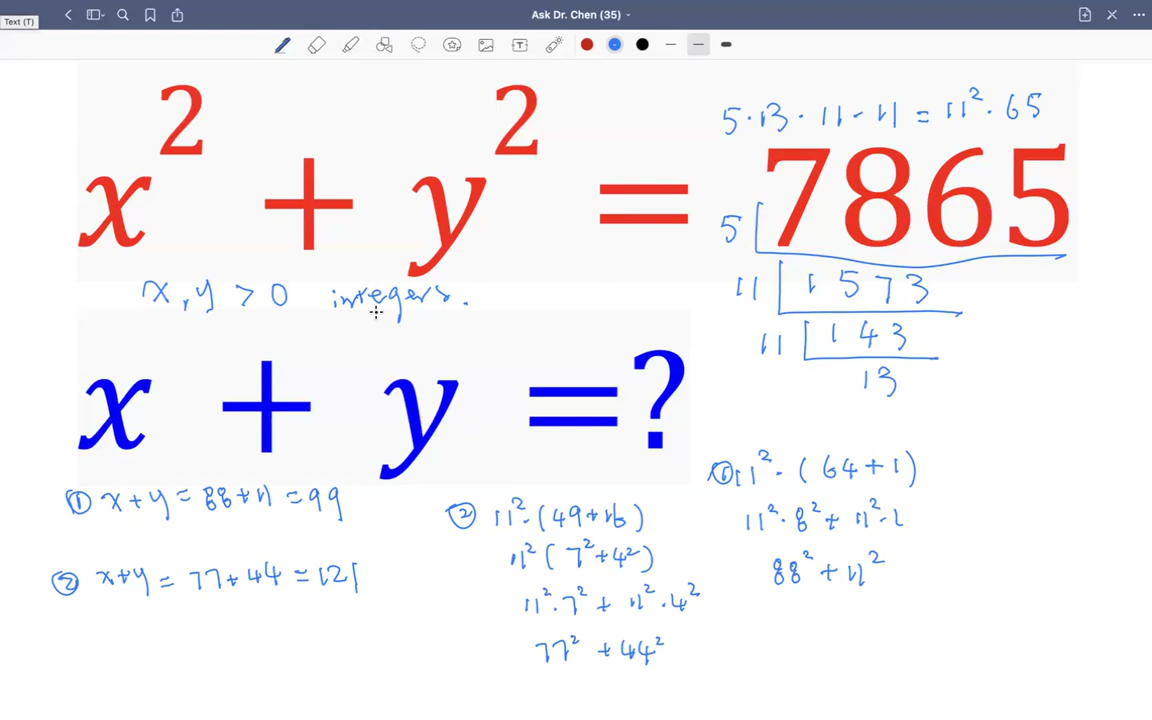 Ask Dr. Chen (35)
Text (T)
x² + y² = 7865
5·13·11·11 = 11²·65
5
x, y > 0 integers.
11 1573
11 143
13
x + y =?
① x+y = 88+11 = 99
② x+y = 77+44 = 121
② 11²·(49+16)
11²(7²+4²)
11²·7² + 11²·4²
77² + 44²
① 11²·(64+1)
11²·8² + 11²·1
88² + 11²